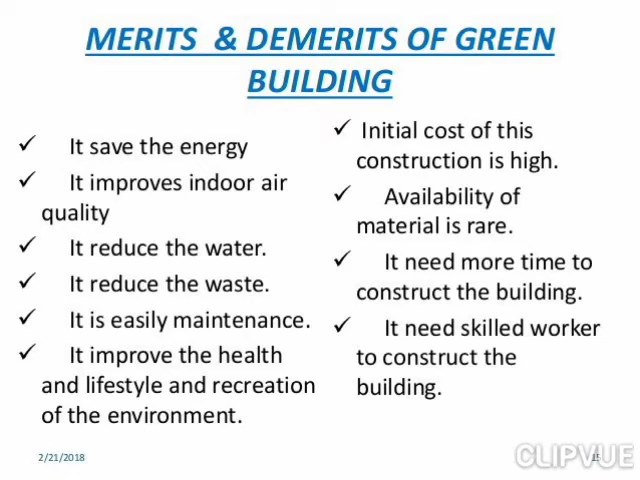 MERITS & DEMERITS OF GREEN
BUILDING
✓ It save the energy
✓ It improves indoor air
quality
✓ It reduce the water.
✓ It reduce the waste.
✓ It is easily maintenance.
✓ It improve the health
and lifestyle and recreation
of the environment.
✓ Initial cost of this
construction is high.
✓ Availability of
material is rare.
✓ It need more time to
construct the building.
✓ It need skilled worker
to construct the
building.
2/21/2018
CLIPVUE